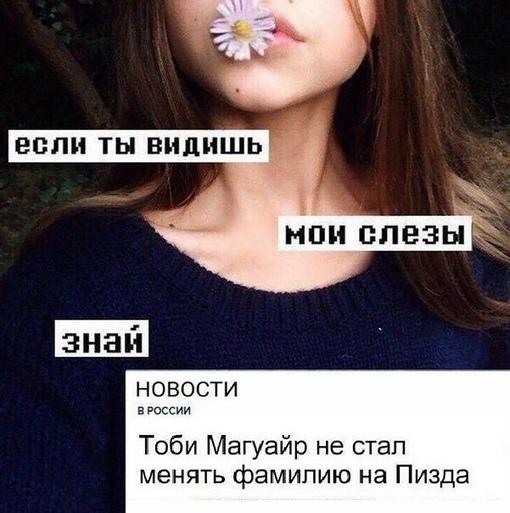 если ты видишь
мои слезы
знай
НОВОСТИ
В РОССИИ
Тоби Магуайр не стал
менять фамилию на Пизда